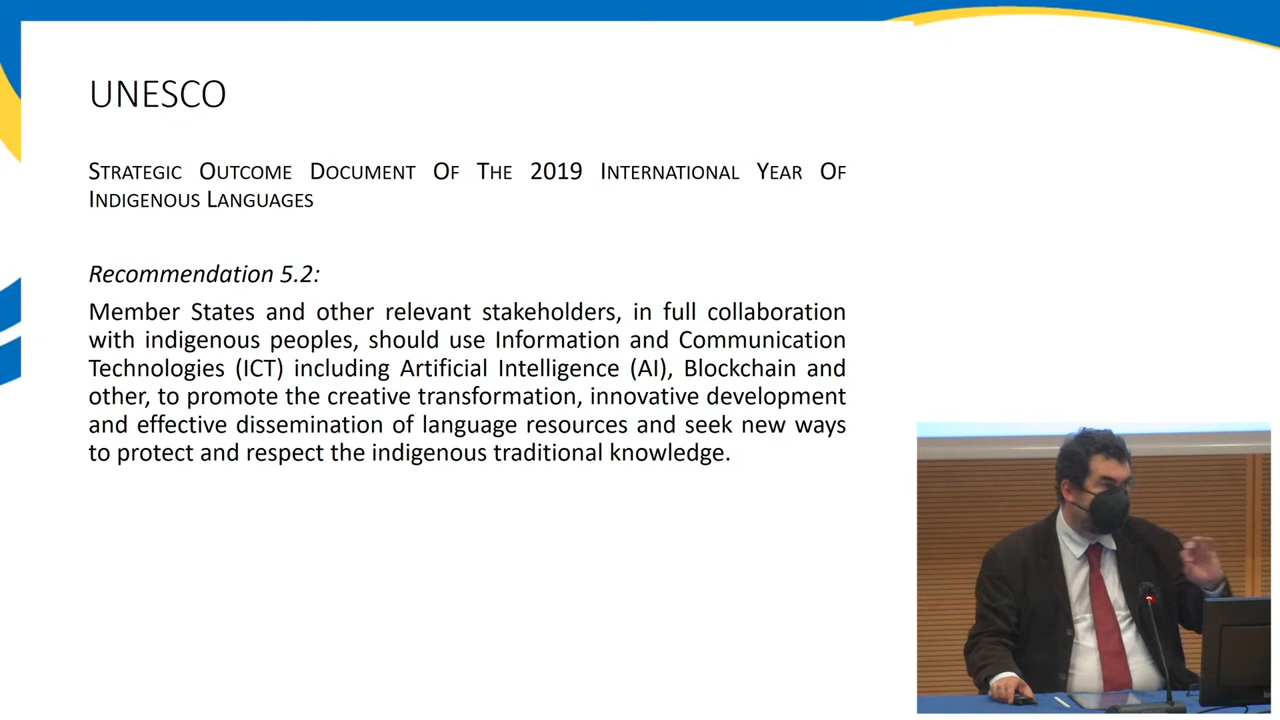 UNESCO
STRATEGIC OUTCOME DOCUMENT OF THE 2019 INTERNATIONAL YEAR OF
INDIGENOUS LANGUAGES
Recommendation 5.2:
Member States and other relevant stakeholders, in full collaboration
with indigenous peoples, should use Information and Communication
Technologies (ICT) including Artificial Intelligence (AI), Blockchain and
other, to promote the creative transformation, innovative development
and effective dissemination of language resources and seek new ways
to protect and respect the indigenous traditional knowledge.